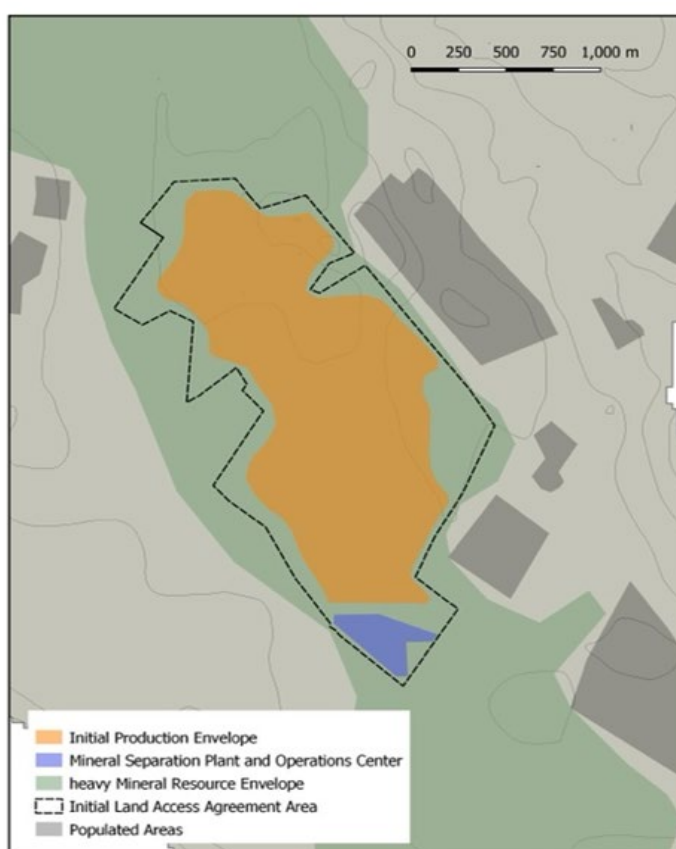 0 250 500 750 1,000 m
Initial Production Envelope
Mineral Separation Plant and Operations Center
heavy Mineral Resource Envelope
Initial Land Access Agreement Area
Populated Areas